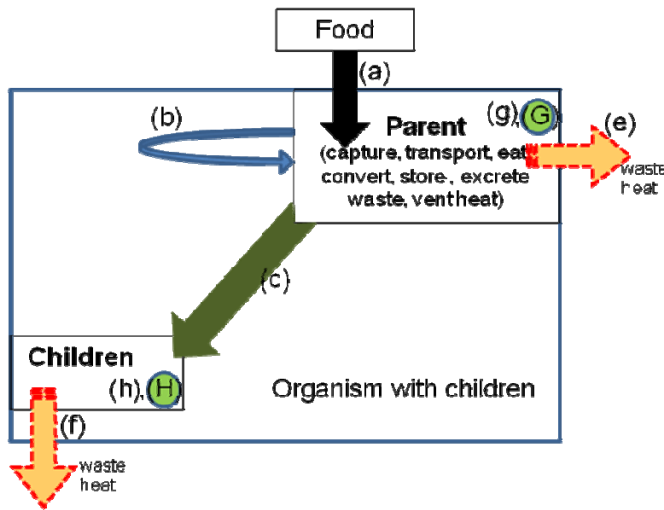 Food
(a)
(b)
(g), (G)
(e)
Parent
(capture, transport, eat,
convert, store, excrete
waste, vent heat)
waste
heat
(c)
Children
(h), (H)
Organism with children
(f)
waste
heat